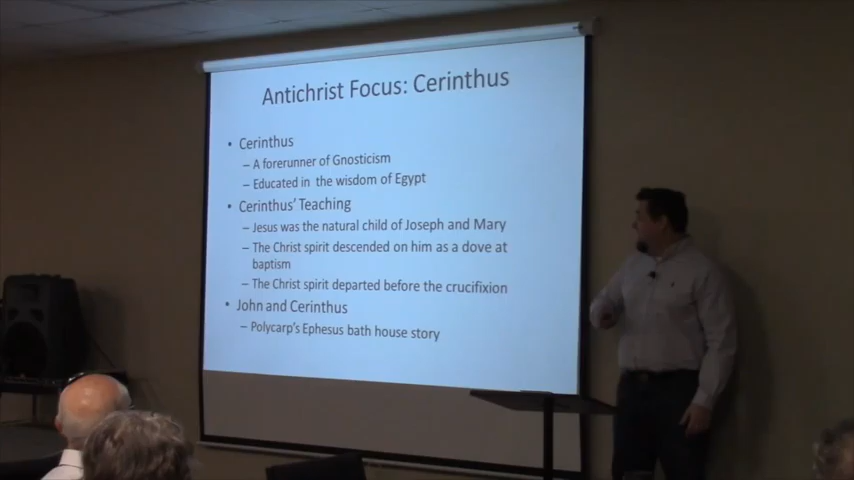 Antichrist Focus: Cerinthus
• Cerinthus
– A forerunner of Gnosticism
– Educated in the wisdom of Egypt
• Cerinthus' Teaching
– Jesus was the natural child of Joseph and Mary
– The Christ spirit descended on him as a dove at
baptism
– The Christ spirit departed before the crucifixion
• John and Cerinthus
– Polycarp's Ephesus bath house story